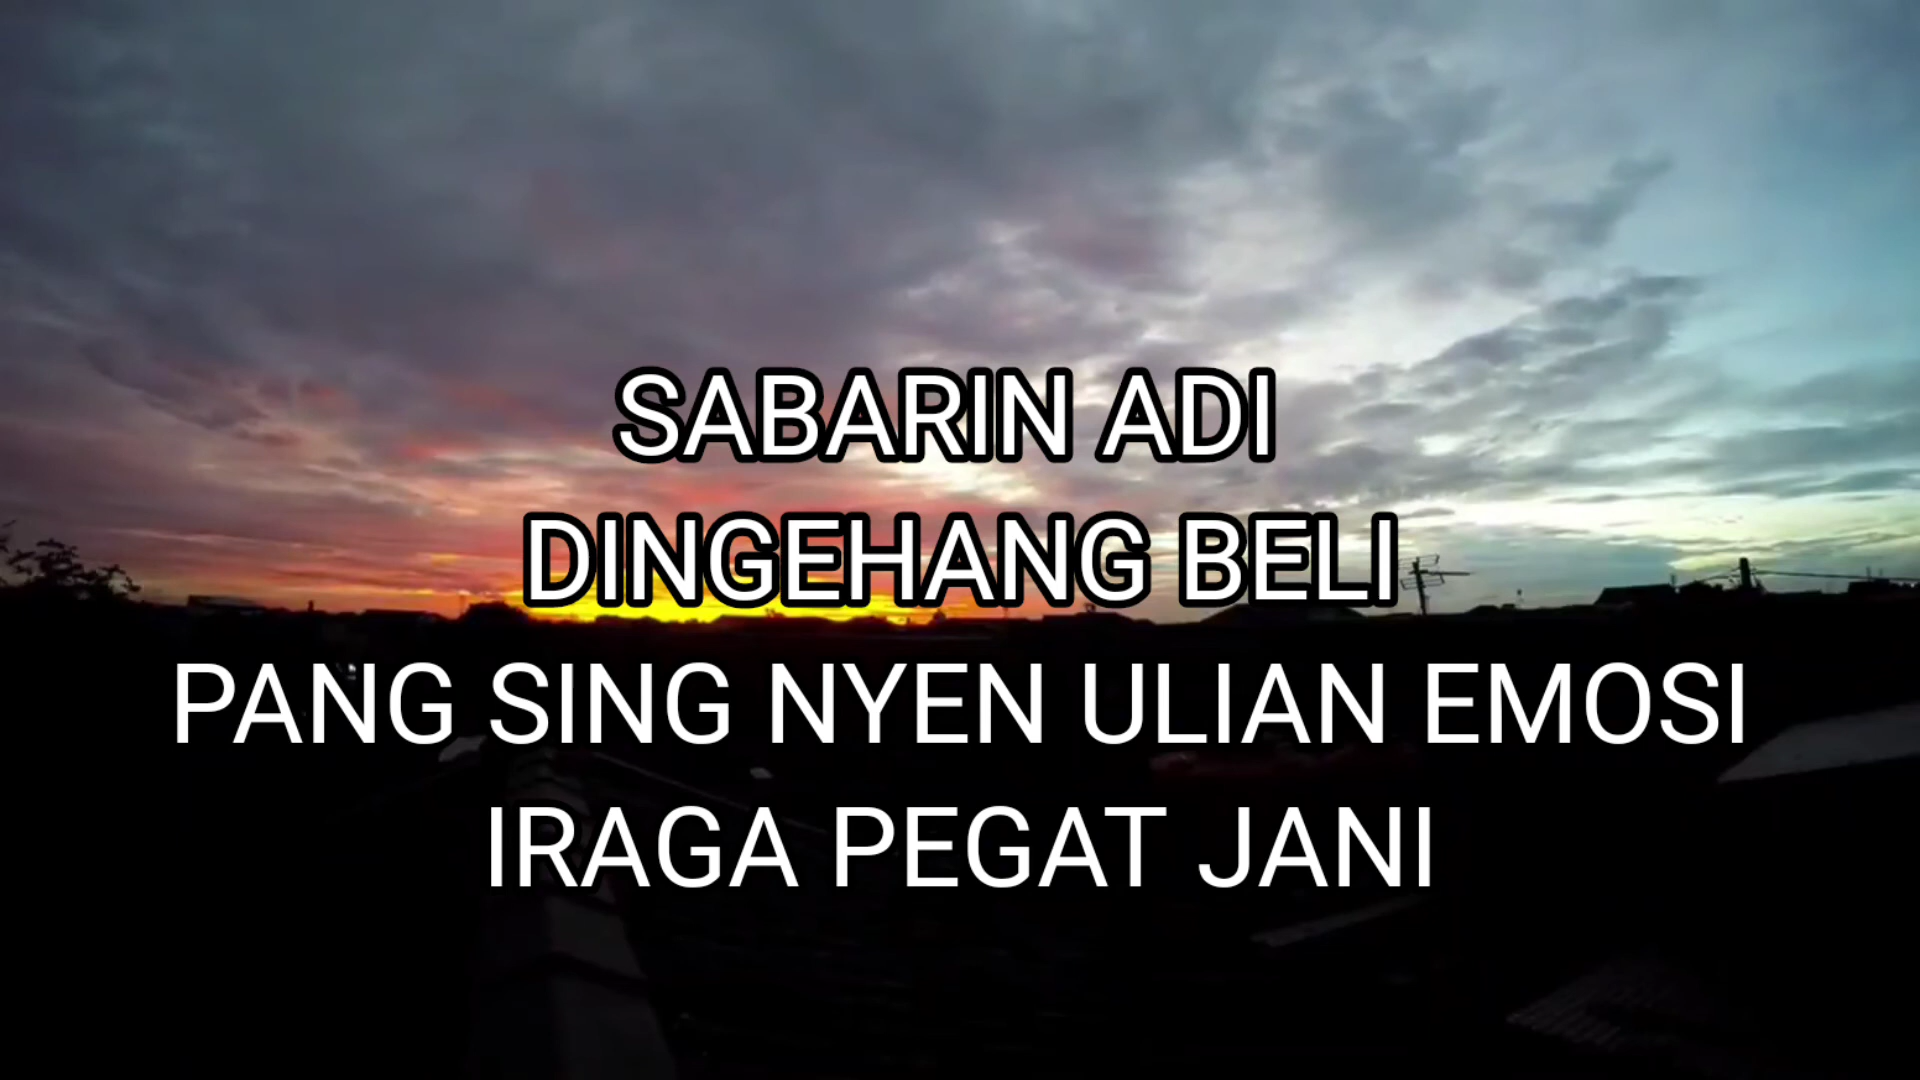 SABARIN ADI
DINGEHANG BELI
PANG SING NYEN ULIAN EMOSI
IRAGA PEGAT JANI